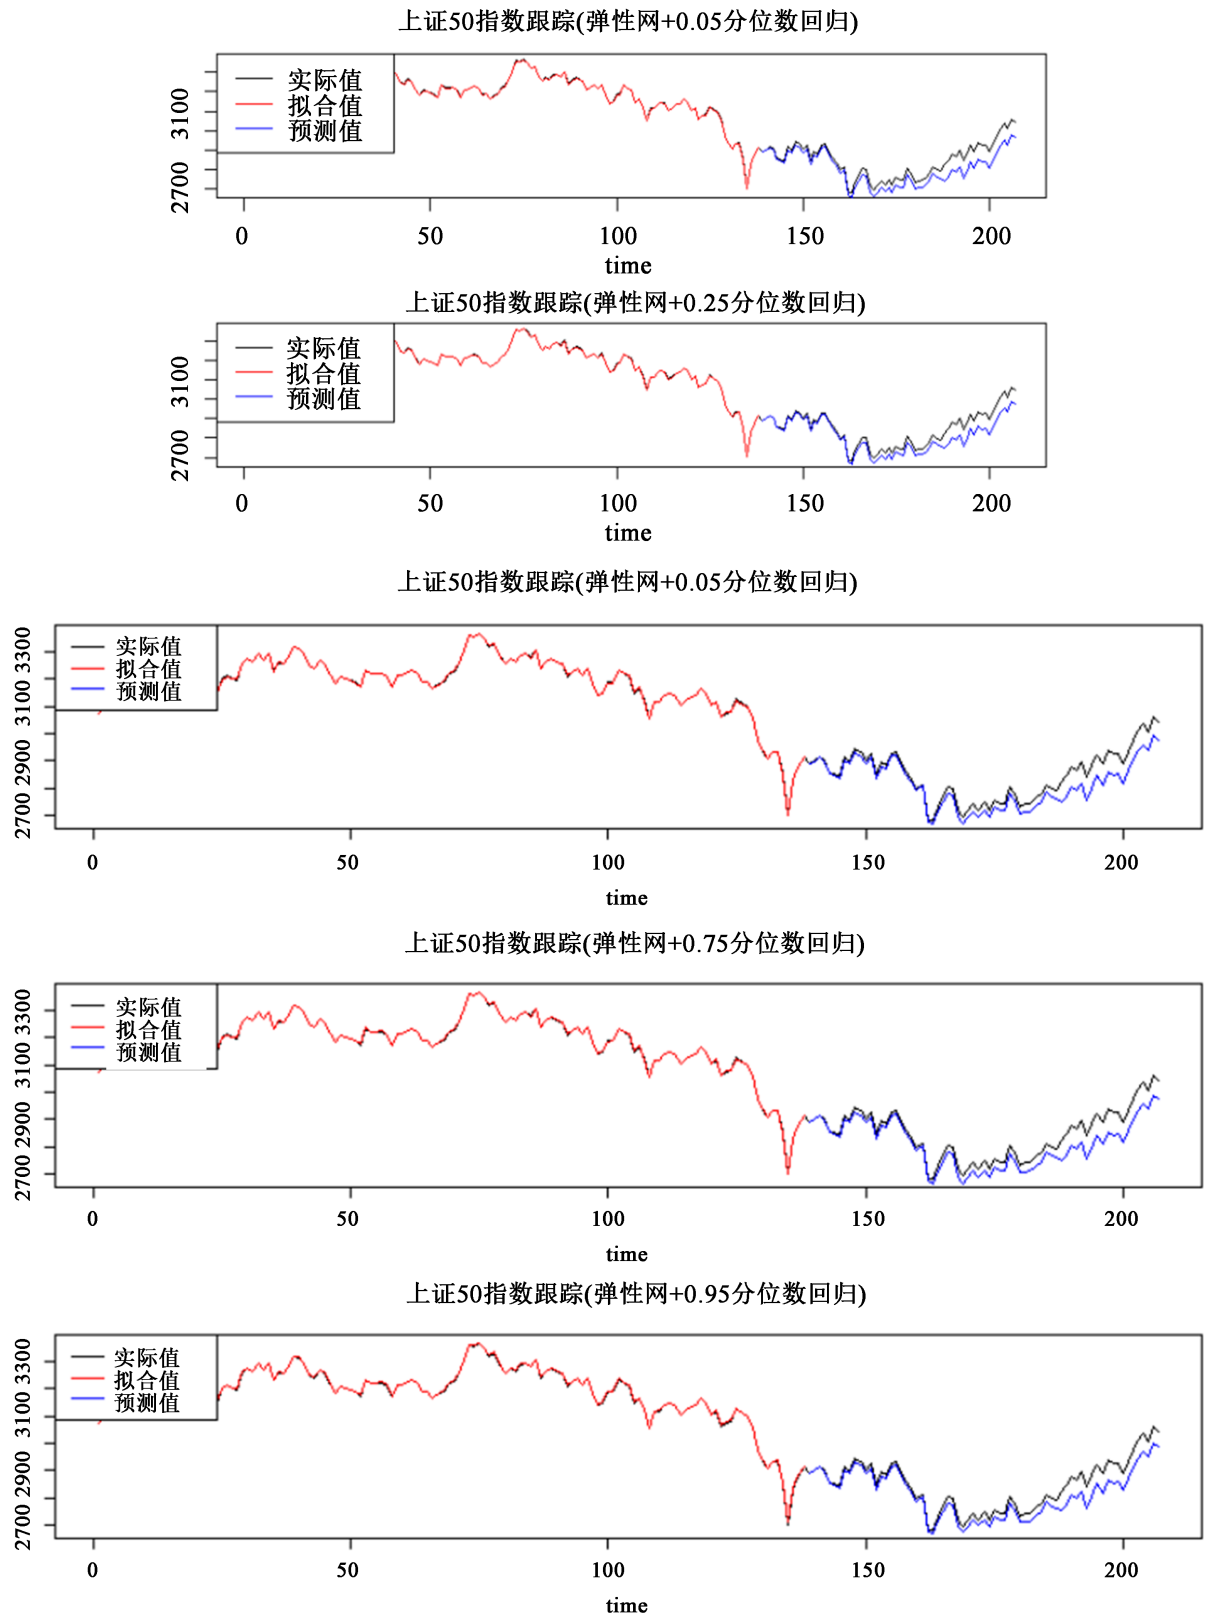 上证50指数跟踪(弹性网+0.05分位数回归)
实际值
拟合值
预测值
3100
2700
0 50 100 150 200
time
上证50指数跟踪(弹性网+0.25分位数回归)
实际值
拟合值
预测值
3100
2700
0 50 100 150 200
time
上证50指数跟踪(弹性网+0.05分位数回归)
实际值
拟合值
预测值
3300
3100
2900
2700
0 50 100 150 200
time
上证50指数跟踪(弹性网+0.75分位数回归)
实际值
拟合值
预测值
3300
3100
2900
2700
0 50 100 150 200
time
上证50指数跟踪(弹性网+0.95分位数回归)
实际值
拟合值
预测值
3300
3100
2900
2700
0 50 100 150 200
time